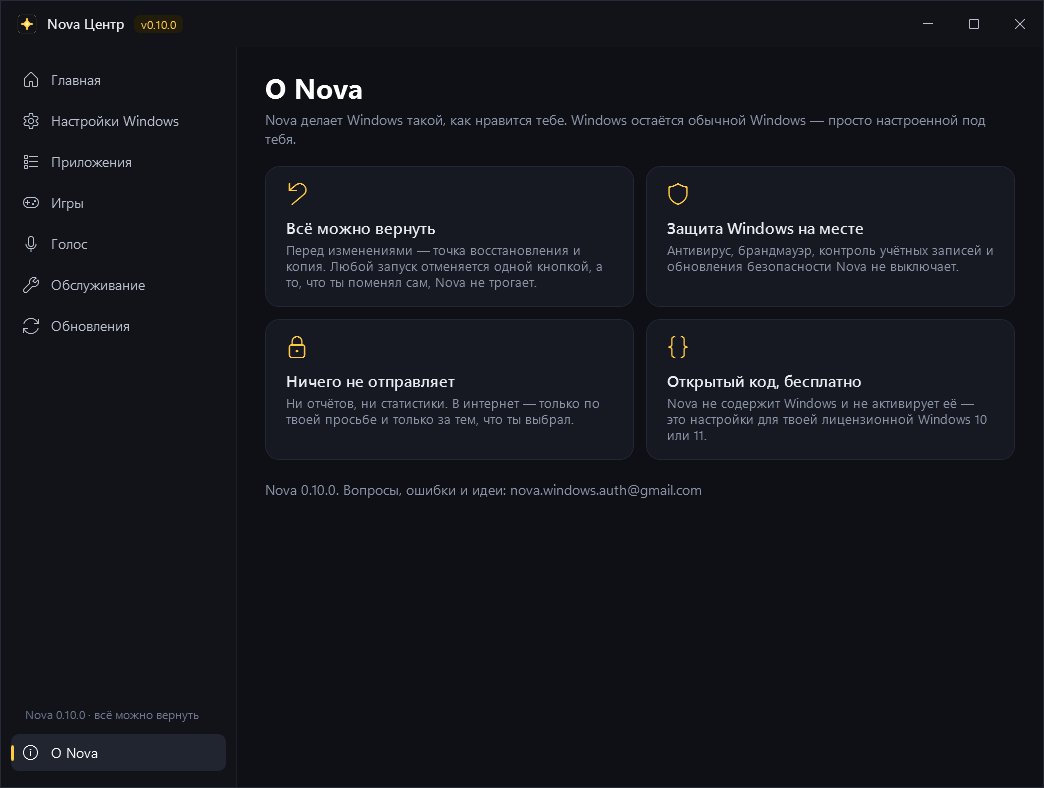 Nova Центр v0.10.0
Главная
Настройки Windows
Приложения
Игры
Голос
Обслуживание
Обновления
Nova 0.10.0 · всё можно вернуть
О Nova
О Nova
Nova делает Windows такой, как нравится тебе. Windows остаётся обычной Windows — просто настроенной под
тебя.
Всё можно вернуть
Перед изменениями — точка восстановления и
копия. Любой запуск отменяется одной кнопкой, а
то, что ты поменял сам, Nova не трогает.
Защита Windows на месте
Антивирус, брандмауэр, контроль учётных записей и
обновления безопасности Nova не выключает.
Ничего не отправляет
Ни отчётов, ни статистики. В интернет — только по
твоей просьбе и только за тем, что ты выбрал.
Открытый код, бесплатно
Nova не содержит Windows и не активирует её —
это настройки для твоей лицензионной Windows 10
или 11.
Nova 0.10.0. Вопросы, ошибки и идеи: nova.windows.auth@gmail.com